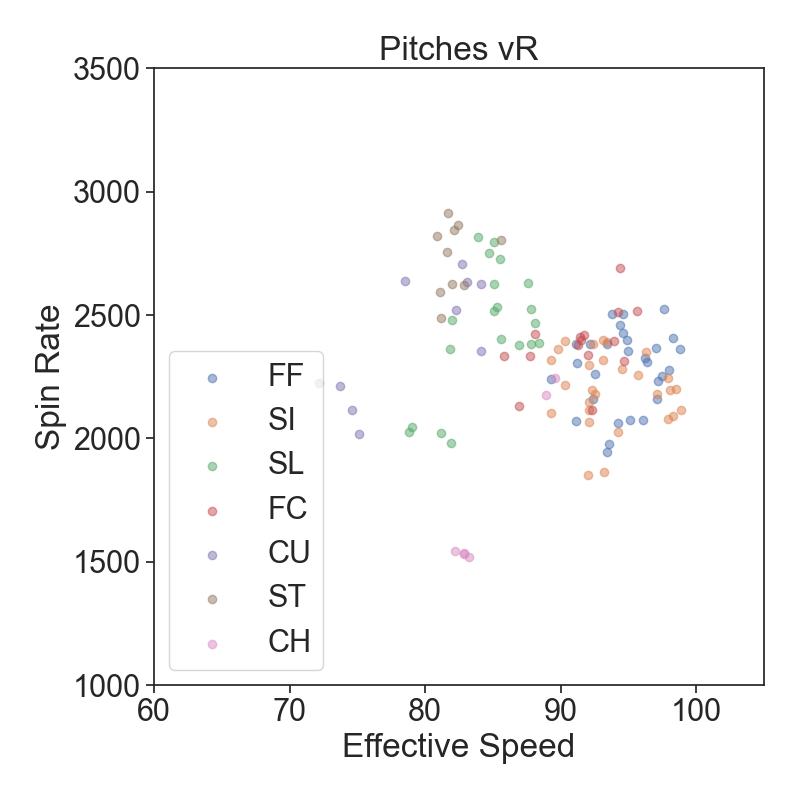 Pitches vR
3500
3000
2500
2000
1500
1000
Spin Rate
FF
SI
SL
FC
CU
ST
CH
60 70 80 90 100
Effective Speed